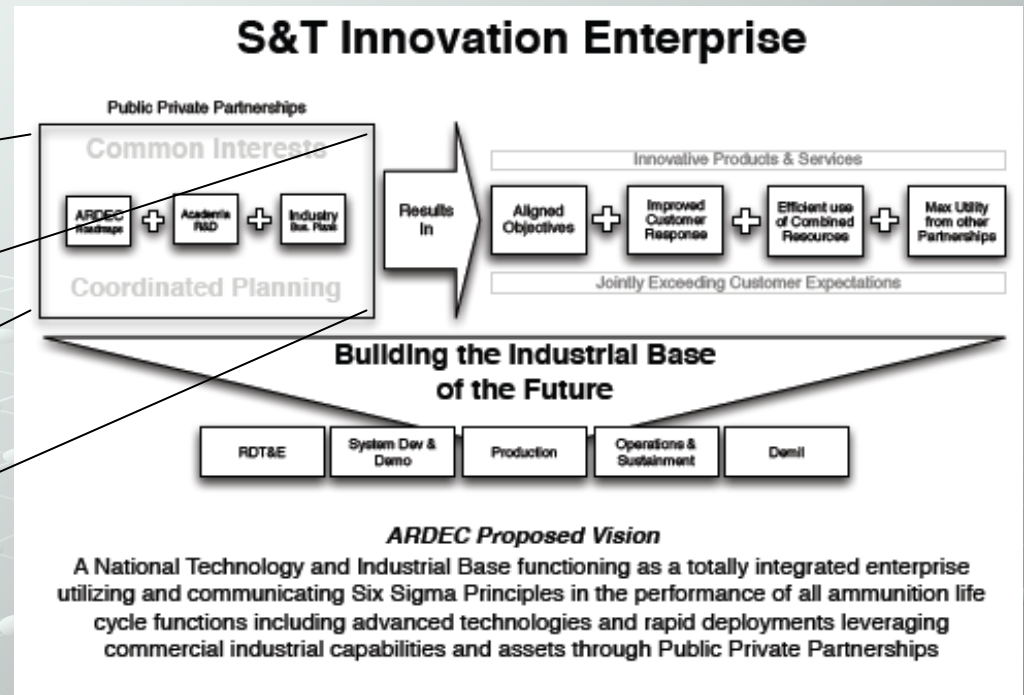 S&T Innovation Enterprise
Public Private Partnerships
Common Interests
ARDEC
Roadmaps
Academia
R&D
Industry
Bus. Plans
Coordinated Planning
Results
In
Innovative Products & Services
Aligned
Objectives
Improved
Customer
Response
Efficient use
of Combined
Resources
Max Utility
from other
Partnerships
Jointly Exceeding Customer Expectations
Building the Industrial Base
of the Future
RDT&E
System Dev &
Demo
Production
Operations &
Sustainment
Demil
ARDEC Proposed Vision
A National Technology and Industrial Base functioning as a totally integrated enterprise
utilizing and communicating Six Sigma Principles in the performance of all ammunition life
cycle functions including advanced technologies and rapid deployments leveraging
commercial industrial capabilities and assets through Public Private Partnerships